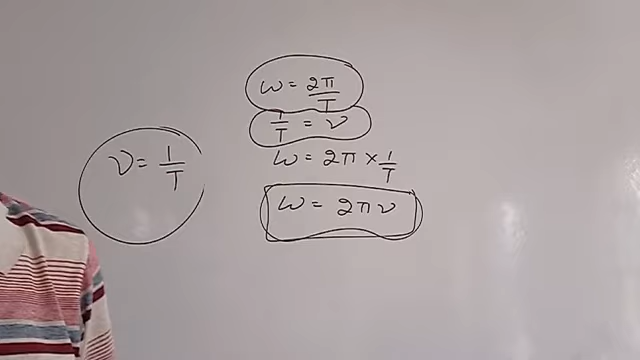 ν = 1/T
ω = 2π/T
1/T = ν
ω = 2π × 1/T
ω = 2πν